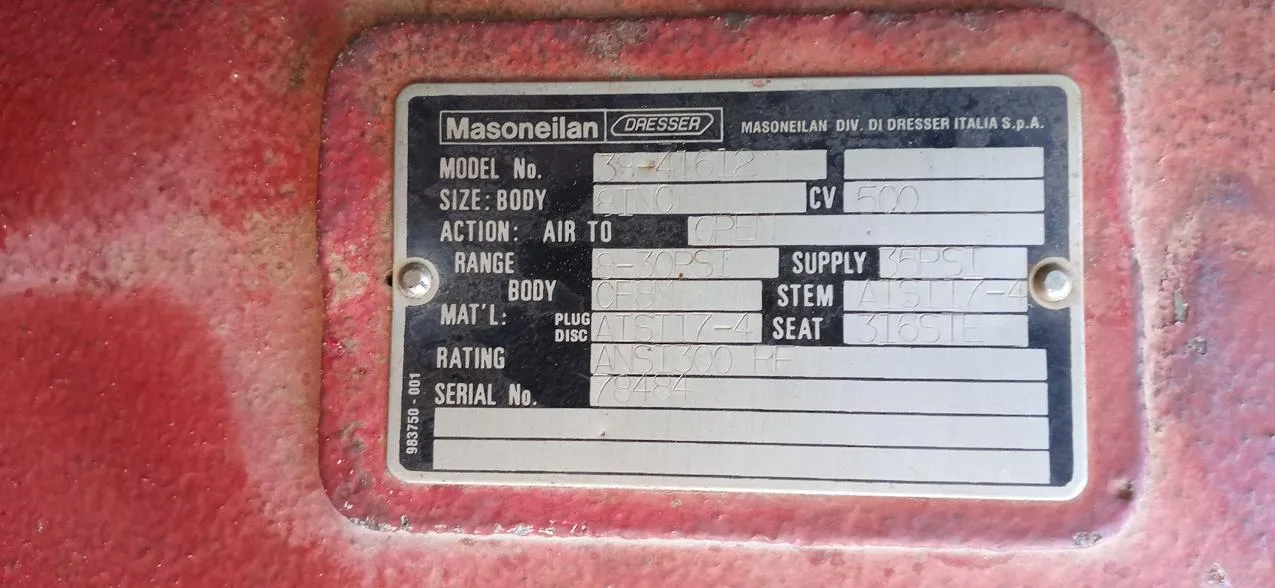 Masoneilan DRESSER MASONEILAN DIV. DI DRESSER ITALIA S.p.A.
MODEL No. 38-41612
SIZE: BODY 8INC CV 500
ACTION: AIR TO OPEN
RANGE 8-30PSI SUPPLY 35PSI
BODY CF8M STEM AISI17-4
MAT'L: PLUG DISC AISI17-4 SEAT 316STE
RATING ANSI300 RF
SERIAL No. 78484
983750-001